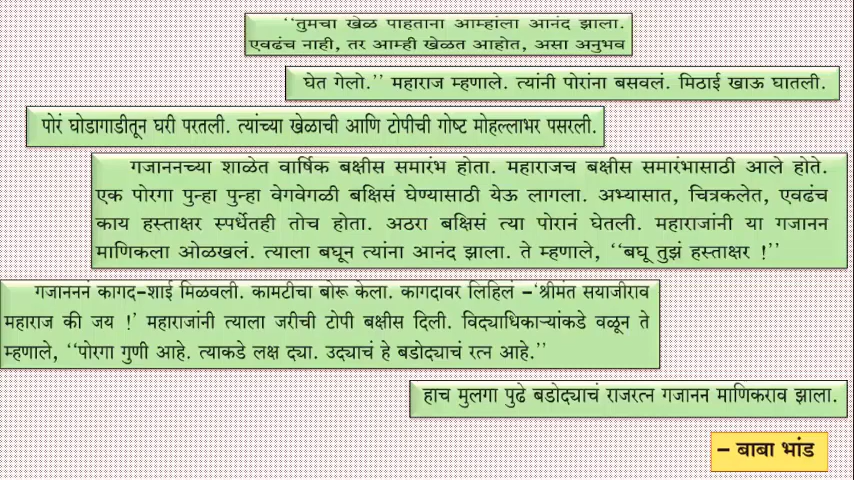 ‘‘तुमचा खेळ पाहताना आम्हांला आनंद झाला.
एवढंच नाही, तर आम्ही खेळत आहोत, असा अनुभव
घेत गेलो.’’ महाराज म्हणाले. त्यांनी पोरांना बसवलं. मिठाई खाऊ घातली.
पोरं घोडागाडीतून घरी परतली. त्यांच्या खेळाची आणि टोपीची गोष्ट मोहल्लाभर पसरली.
गजाननच्या शाळेत वार्षिक बक्षीस समारंभ होता. महाराजच बक्षीस समारंभासाठी आले होते.
एक पोरगा पुन्हा पुन्हा वेगवेगळी बक्षिसं घेण्यासाठी येऊ लागला. अभ्यासात, चित्रकलेत, एवढंच
काय हस्ताक्षर स्पर्धेतही तोच होता. अठरा बक्षिसं त्या पोरानं घेतली. महाराजांनी या गजानन
माणिकला ओळखलं. त्याला बघून त्यांना आनंद झाला. ते म्हणाले, ‘‘बघू तुझं हस्ताक्षर !’’
गजानननं कागद-शाई मिळवली. कामटीचा बोरू केला. कागदावर लिहिलं -‘श्रीमंत सयाजीराव
महाराज की जय !’ महाराजांनी त्याला जरीची टोपी बक्षीस दिली. विद्याधिकाऱ्यांकडे वळून ते
म्हणाले, ‘‘पोरगा गुणी आहे. त्याकडे लक्ष द्या. उद्याचं हे बडोद्याचं रत्न आहे.’’
हाच मुलगा पुढे बडोद्याचं राजरत्न गजानन माणिकराव झाला.
– बाबा भांड